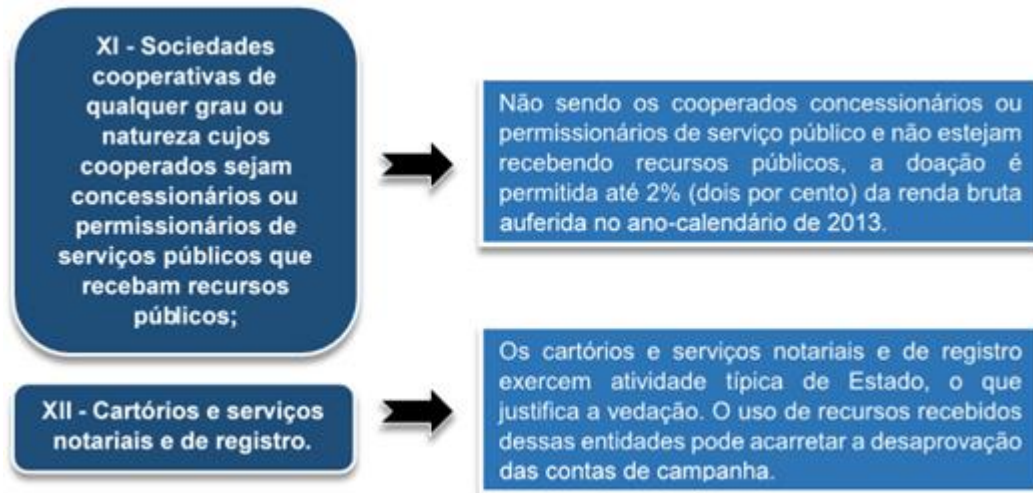 XI - Sociedades
cooperativas de
qualquer grau ou
natureza cujos
cooperados sejam
concessionários ou
permissionários de
serviços públicos que
recebam recursos
públicos;
Não sendo os cooperados concessionários ou
permissionários de serviço público e não estejam
recebendo recursos públicos, a doação é
permitida até 2% (dois por cento) da renda bruta
auferida no ano-calendário de 2013.
XII - Cartórios e serviços
notariais e de registro.
Os cartórios e serviços notariais e de registro
exercem atividade típica de Estado, o que
justifica a vedação. O uso de recursos recebidos
dessas entidades pode acarretar a desaprovação
das contas de campanha.